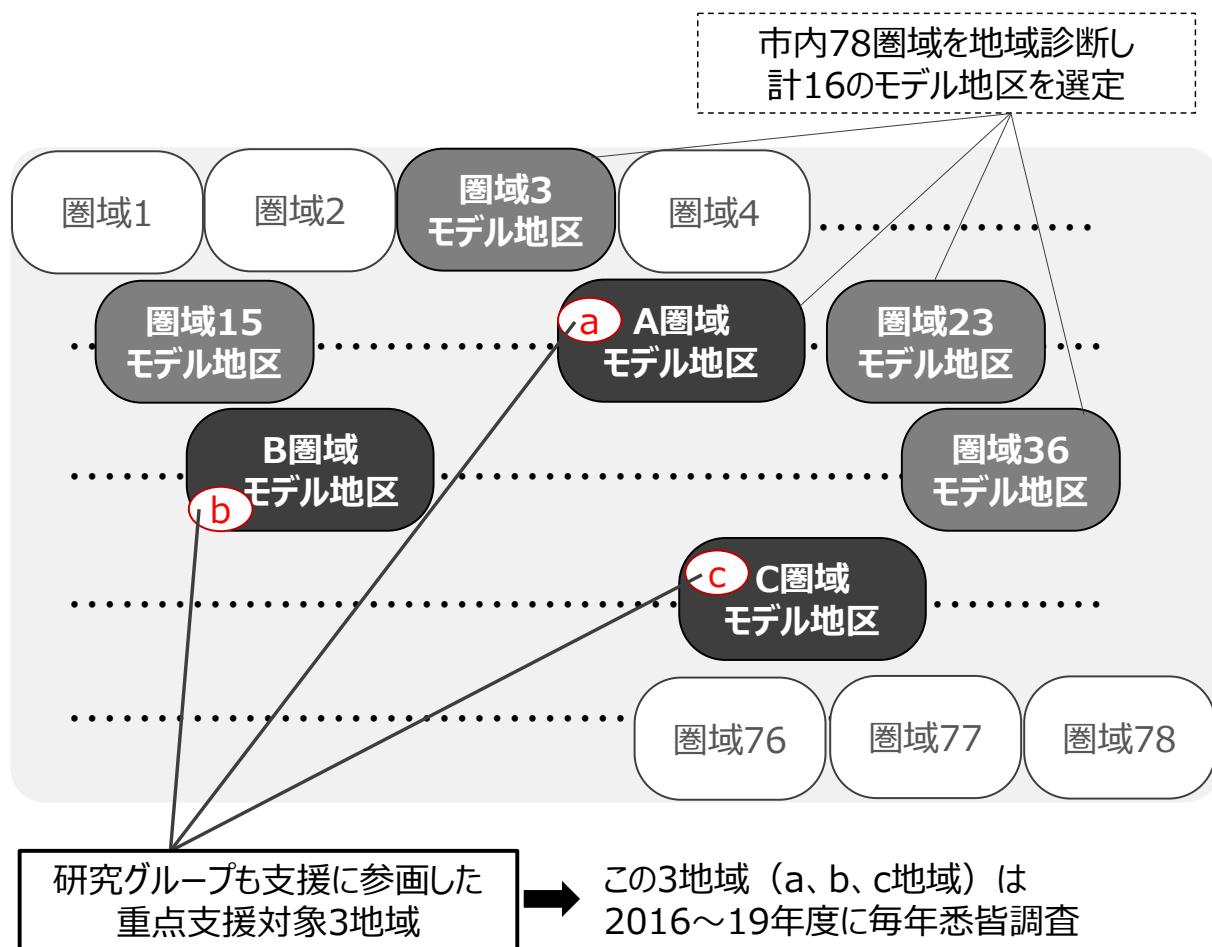 市内78圏域を地域診断し
計16のモデル地区を選定
圏域1
圏域2
圏域3
モデル地区
圏域4
圏域15
モデル地区
a
A圏域
モデル地区
圏域23
モデル地区
B圏域
モデル地区
b
圏域36
モデル地区
c
C圏域
モデル地区
圏域76
圏域77
圏域78
研究グループも支援に参画した
重点支援対象3地域
この3地域（a、b、c地域）は
2016～19年度に毎年悉皆調査